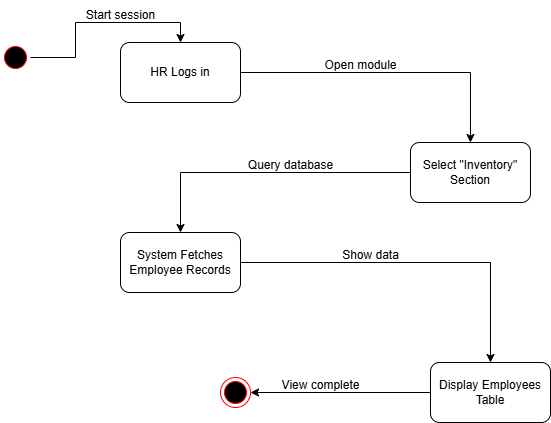 Start session
HR Logs in
Open module
Select "Inventory"
Section
Query database
System Fetches
Employee Records
Show data
Display Employees
Table
View complete